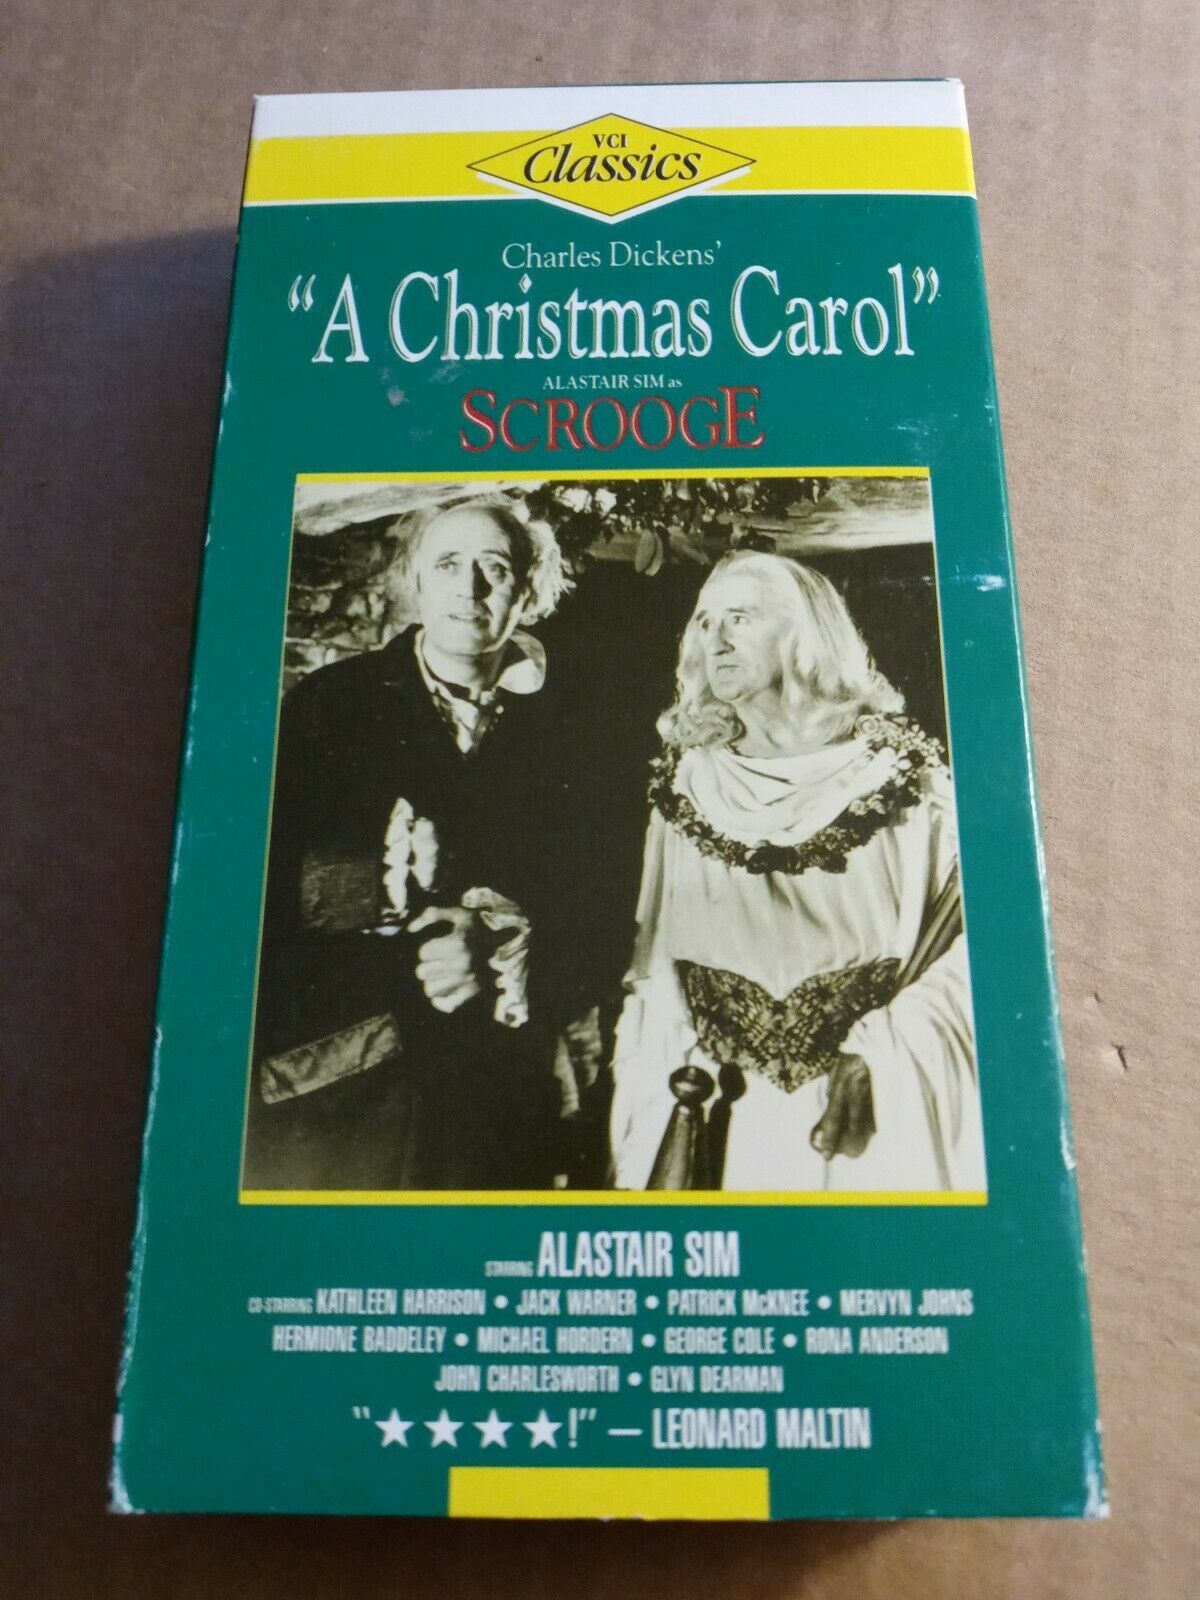 VCI
Classics
Charles Dickens'
“A Christmas Carol”
ALASTAIR SIM as
SCROOGE
STARRING ALASTAIR SIM
CO-STARRING KATHLEEN HARRISON • JACK WARNER • PATRICK McKNEE • MERVYN JOHNS
HERMIONE BADDELEY • MICHAEL HORDERN • GEORGE COLE • RONA ANDERSON
JOHN CHARLESWORTH • GLYN DEARMAN
“★★★★!” — LEONARD MALTIN